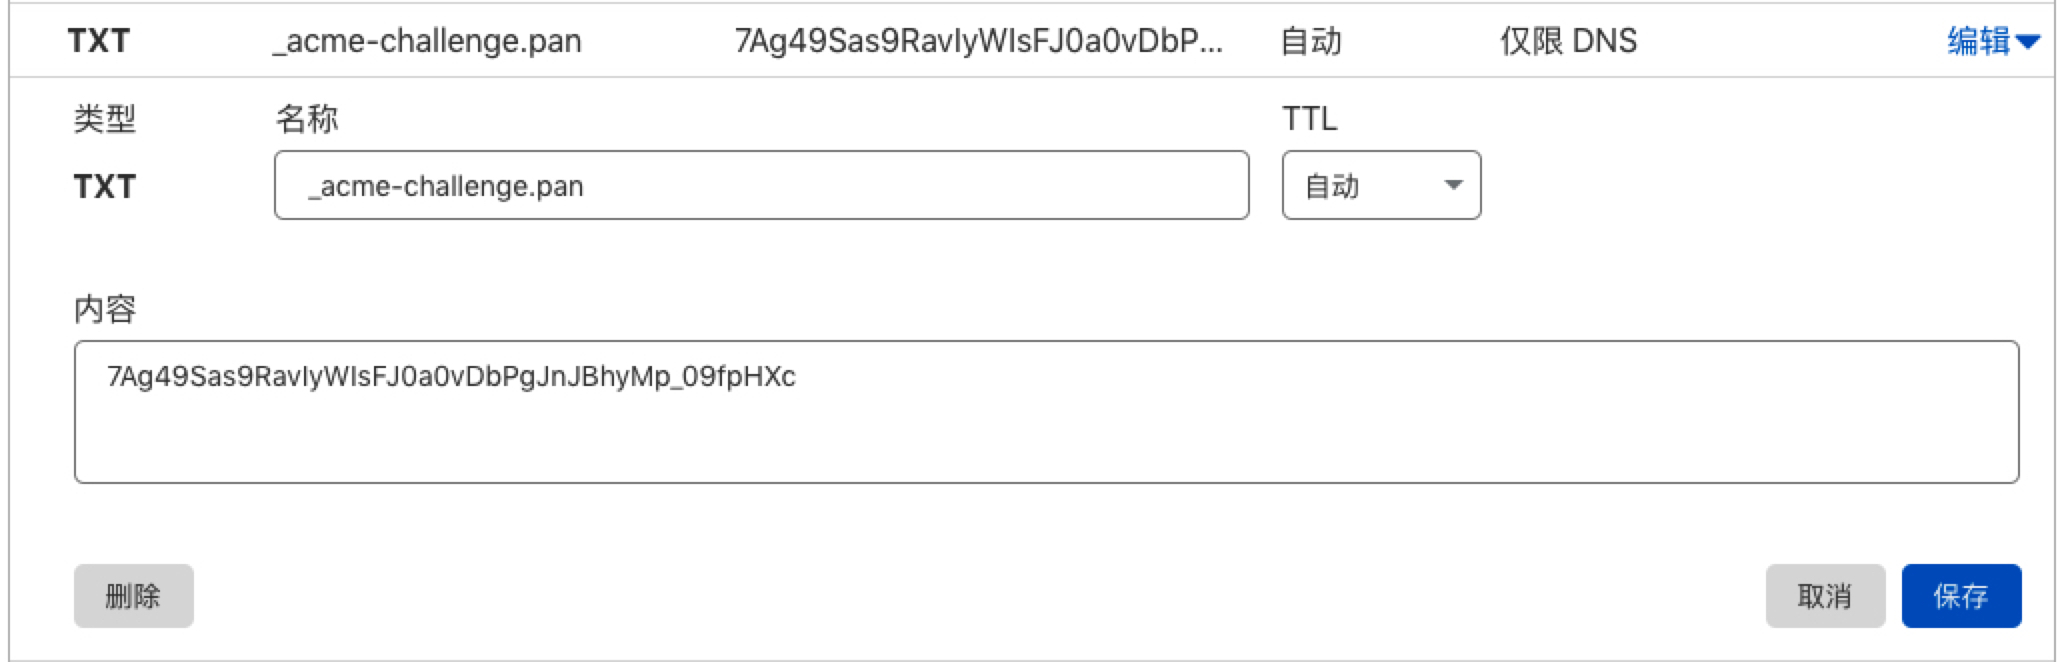 TXT _acme-challenge.pan 7Ag49Sas9RavIyWIsFJ0a0vDbP... 自动 仅限 DNS 编辑
类型 名称 TTL
TXT _acme-challenge.pan 自动
内容
7Ag49Sas9RavIyWIsFJ0a0vDbPgJnJBhyMp_09fpHXc
删除 取消 保存